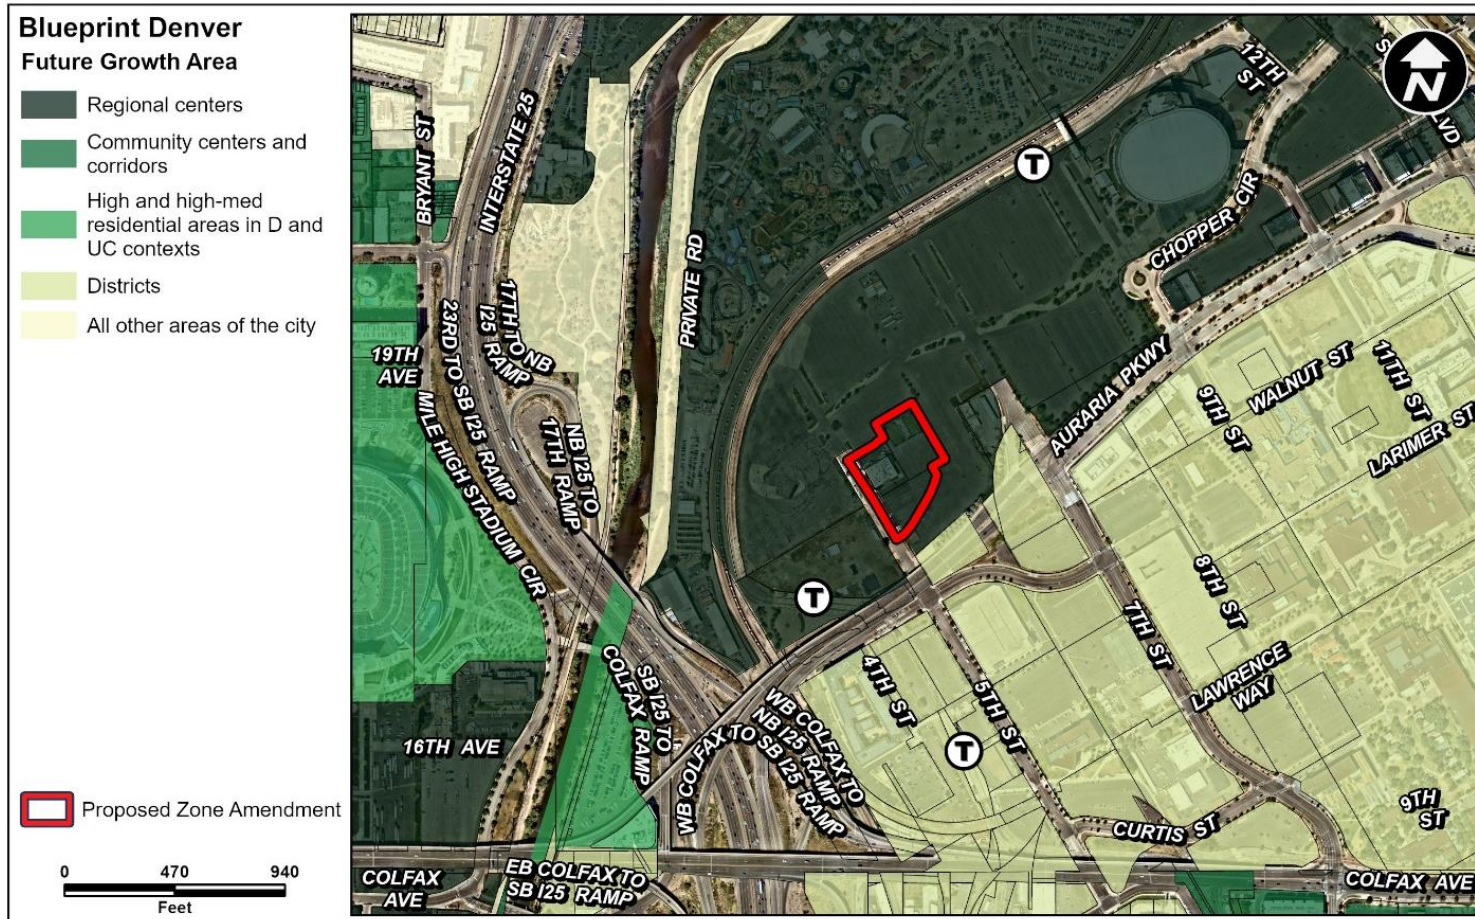 Blueprint Denver
Future Growth Area
Regional centers
Community centers and
corridors
High and high-med
residential areas in D and
UC contexts
Districts
All other areas of the city
Proposed Zone Amendment
0 470 940
Feet
N
12TH
ST
LVD
BRYANT ST
INTERSTATE 25
T
CHOPPER CIR
PRIVATE RD
17TH TO NB
I25 RAMP
23RD TO SB I25 RAMP
19TH
AVE
MILE HIGH STADIUM CIR
NB I25 TO
17TH RAMP
AURARIA PKWY
9TH
ST
WALNUT ST
11TH
ST
LARIMER ST
T
8TH
ST
7TH
ST
LAWRENCE
WAY
4TH
ST
5TH
ST
T
SB I25 TO
COLFAX RAMP
16TH AVE
WB COLFAX TO
NB I25 RAMP
WB COLFAX TO SB I25
RAMP
9TH
ST
CURTIS ST
EB COLFAX TO
SB I25 RAMP
COLFAX
AVE
COLFAX AVE